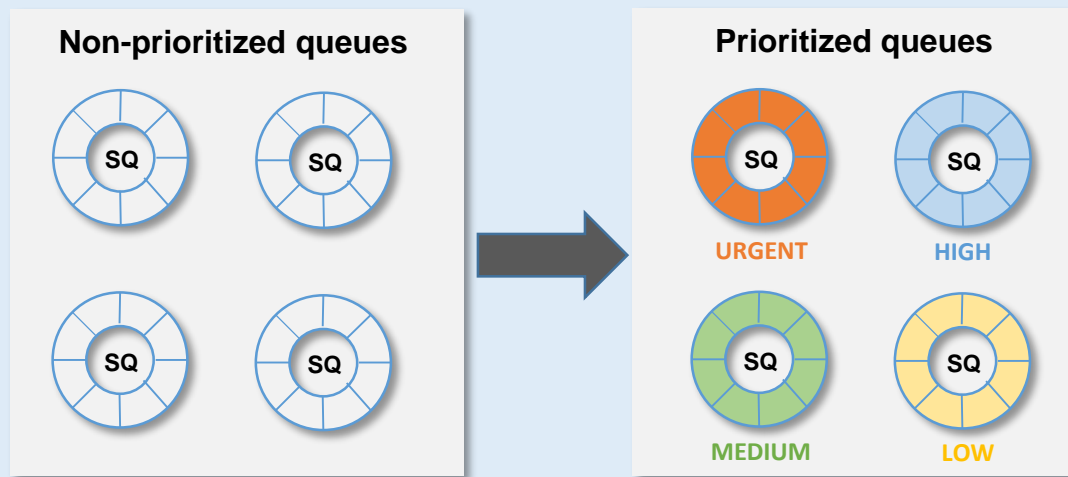 Non-prioritized queues
SQ
SQ
SQ
SQ
Prioritized queues
SQ
SQ
URGENT
HIGH
SQ
SQ
MEDIUM
LOW